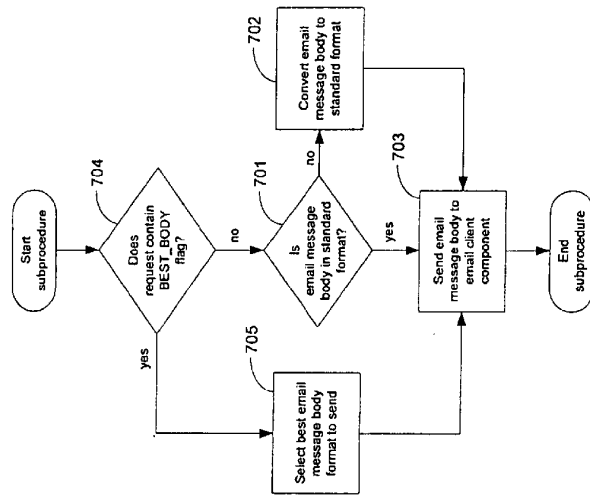 Start
subprocedure
704
Does
request contain
BEST_BODY
flag?
yes
no
705
Select best email
message body
format to send
701
Is
email message
body in standard
format?
no
yes
702
Convert email
message body to
standard format
703
Send email
message body to
email client
component
End
subprocedure